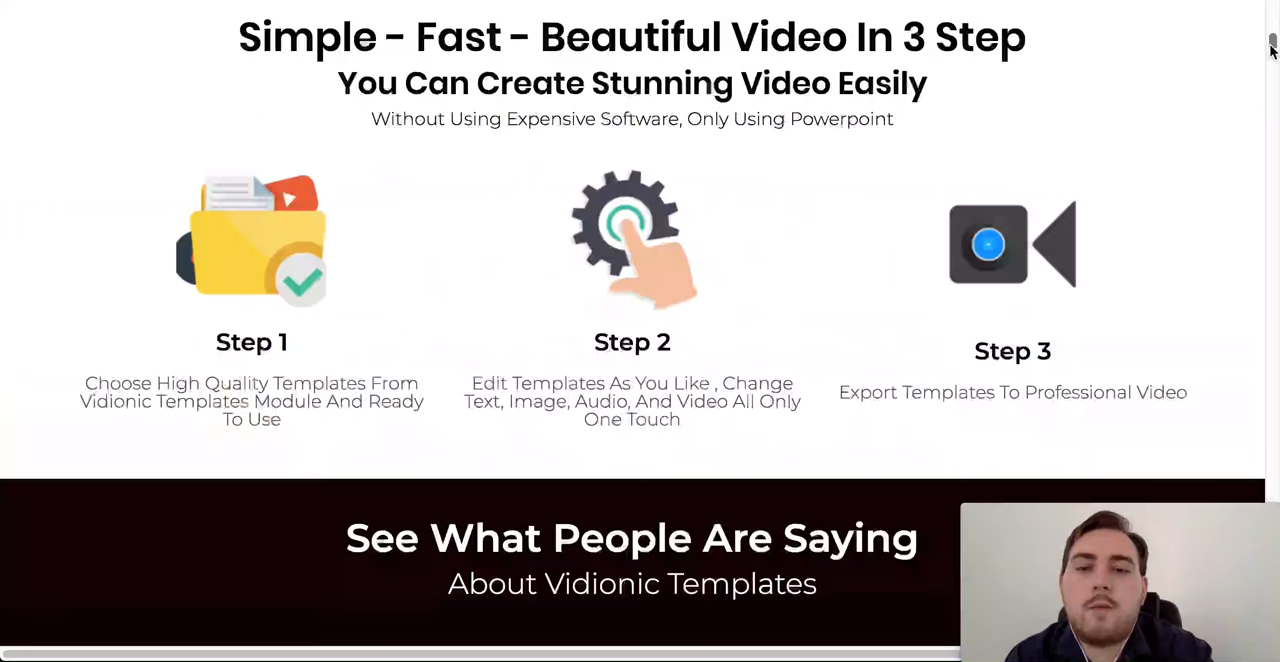 Simple - Fast - Beautiful Video In 3 Step
You Can Create Stunning Video Easily
Without Using Expensive Software, Only Using Powerpoint
Step 1
Choose High Quality Templates From
Vidionic Templates Module And Ready
To Use
Step 2
Edit Templates As You Like , Change
Text, Image, Audio, And Video All Only
One Touch
Step 3
Export Templates To Professional Video
See What People Are Saying
About Vidionic Templates